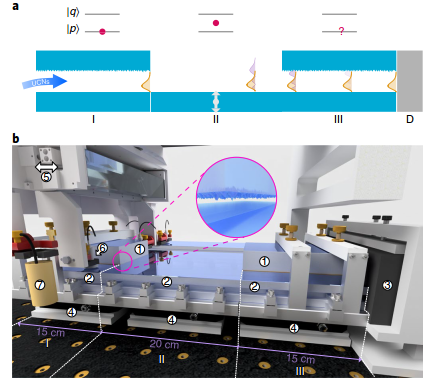 a
|q⟩
|p⟩
?
UCNs
I II III D
b
5
6 1
1
7 2 2 2 3
4 4 4
15 cm 20 cm 15 cm
I II III